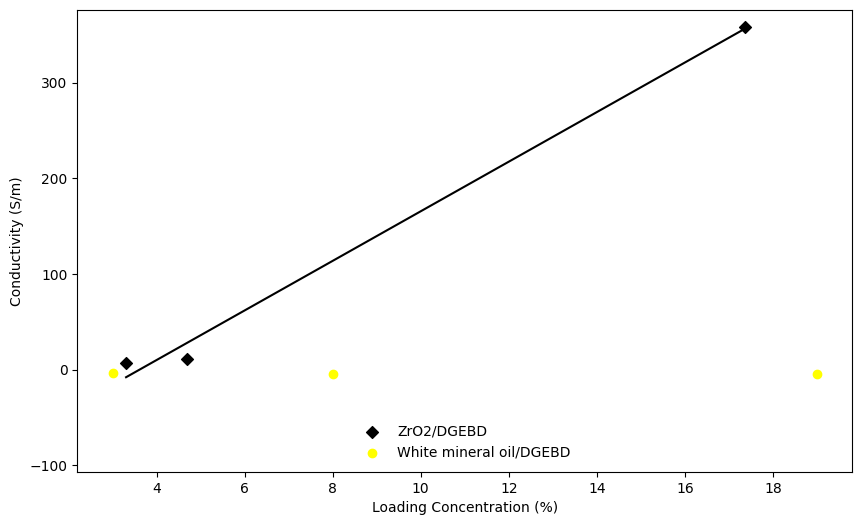 300
200
100
0
−100
Conductivity (S/m)
ZrO2/DGEBD
White mineral oil/DGEBD
4 6 8 10 12 14 16 18
Loading Concentration (%)